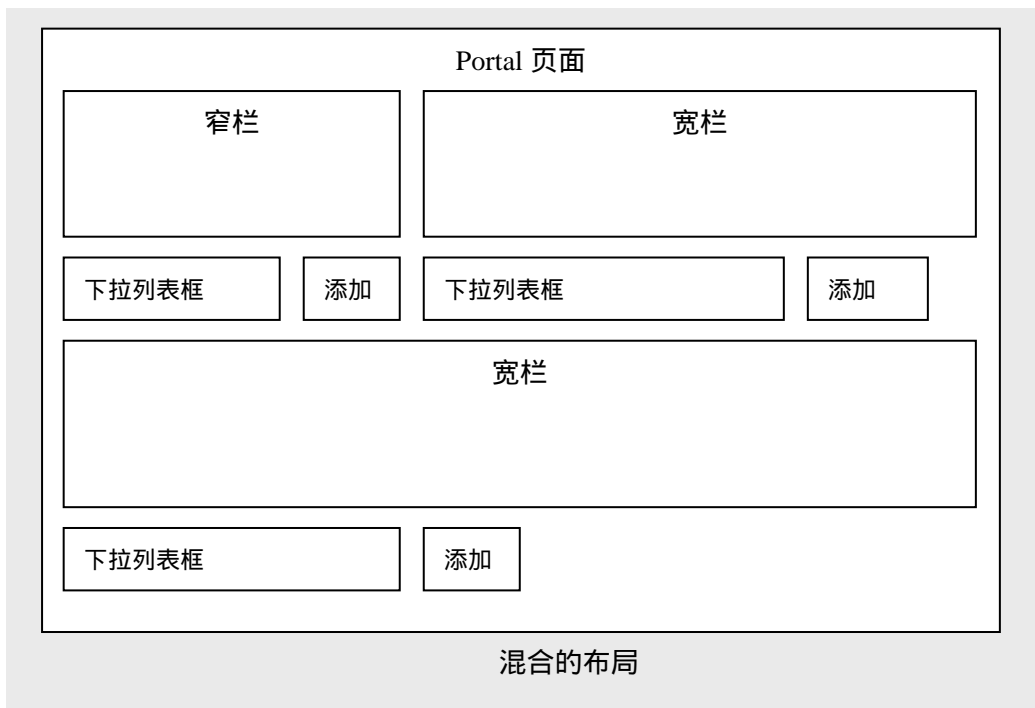 Portal 页面
窄栏 宽栏
下拉列表框 添加 下拉列表框 添加
宽栏
下拉列表框 添加
混合的布局